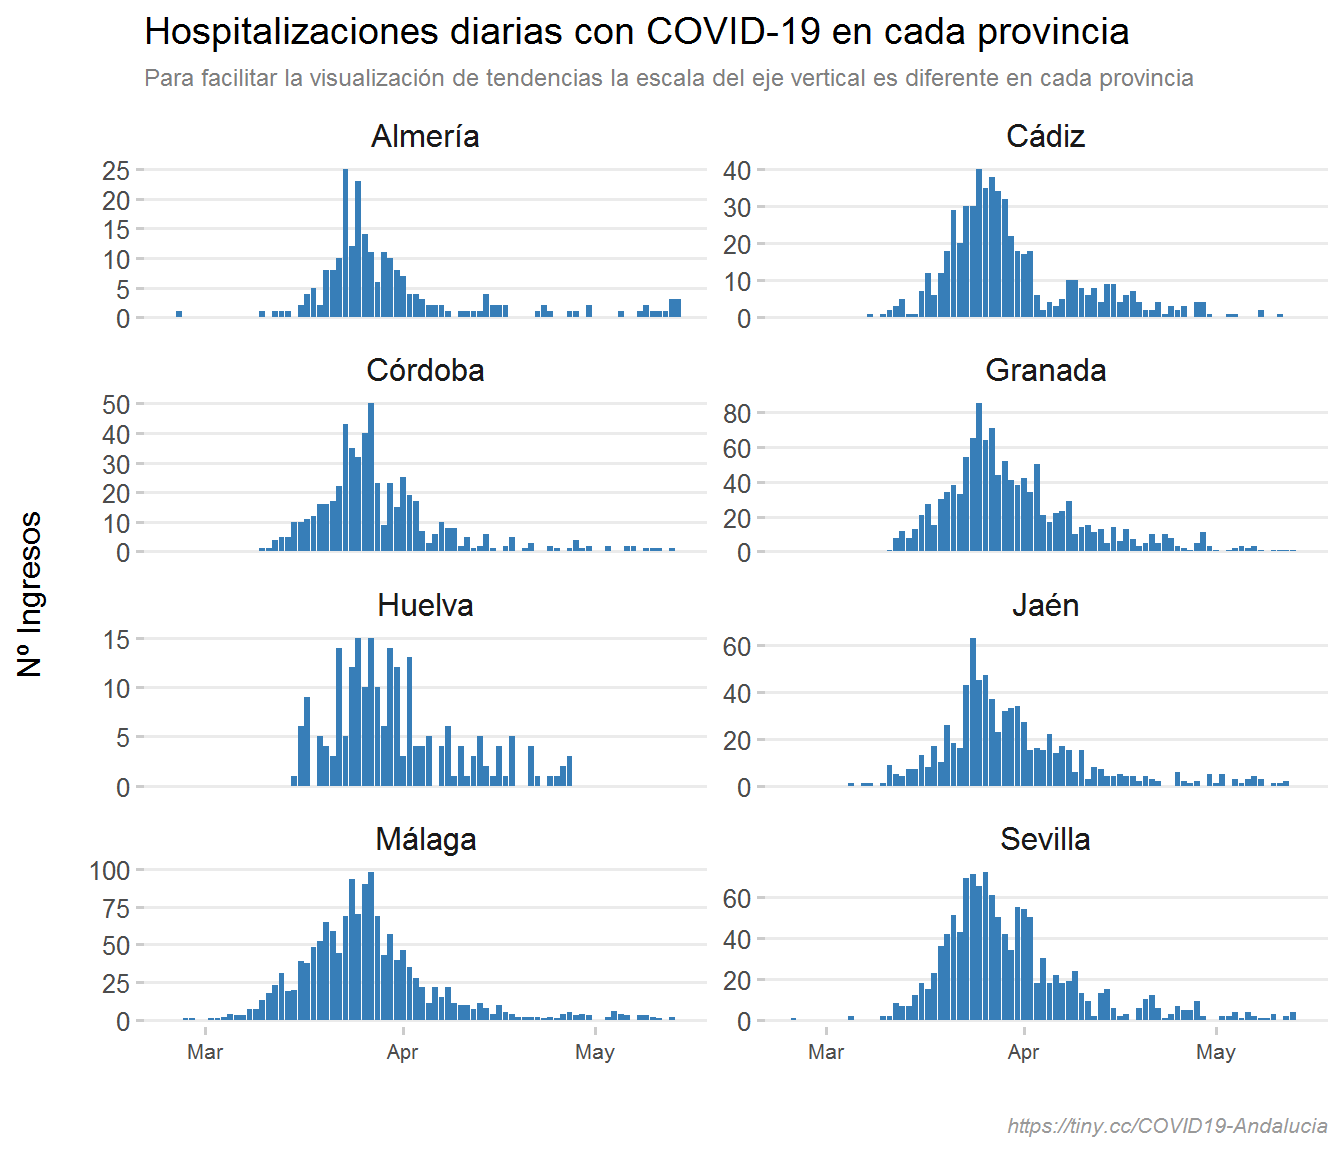 Hospitalizaciones diarias con COVID-19 en cada provincia
Para facilitar la visualización de tendencias la escala del eje vertical es diferente en cada provincia
Nº Ingresos
Almería
25
20
15
10
5
0
Cádiz
40
30
20
10
0
Córdoba
50
40
30
20
10
0
Granada
80
60
40
20
0
Huelva
15
10
5
0
Jaén
60
40
20
0
Málaga
100
75
50
25
0
Mar Apr May
Sevilla
60
40
20
0
Mar Apr May
https://tiny.cc/COVID19-Andalucia